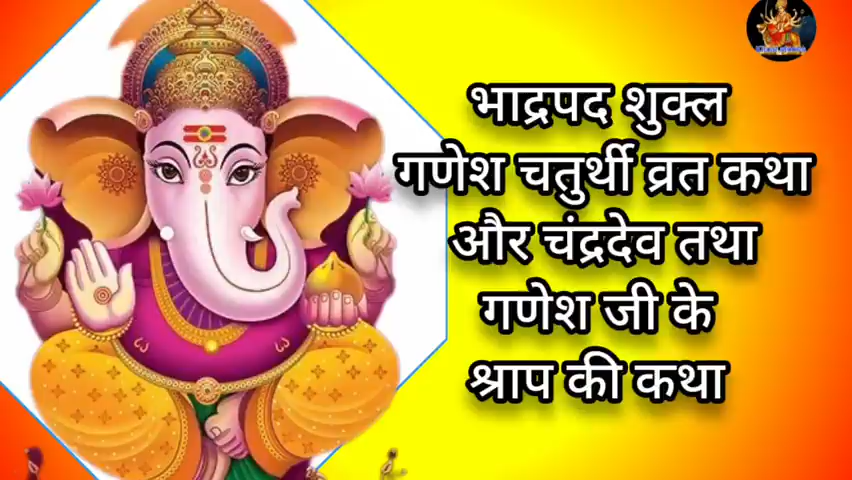 भाद्रपद शुक्ल
गणेश चतुर्थी व्रत कथा
और चंद्रदेव तथा
गणेश जी के
श्राप की कथा